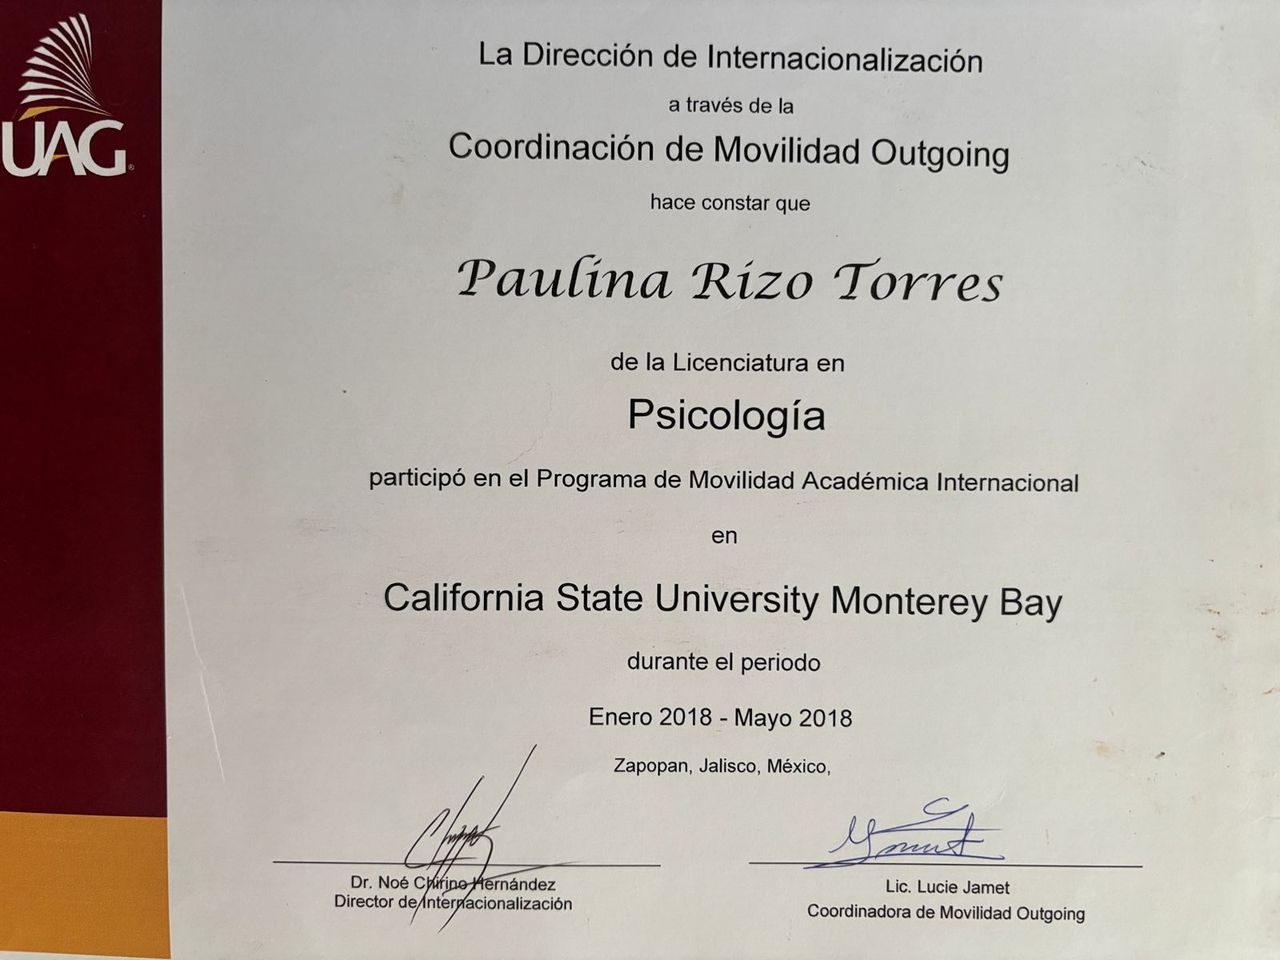 UAG
La Dirección de Internacionalización
a través de la
Coordinación de Movilidad Outgoing
hace constar que
Paulina Rizo Torres
de la Licenciatura en
Psicología
participó en el Programa de Movilidad Académica Internacional
en
California State University Monterey Bay
durante el periodo
Enero 2018 - Mayo 2018
Zapopan, Jalisco, México,
Dr. Noé Chirino Hernández
Director de Internacionalización
Lic. Lucie Jamet
Coordinadora de Movilidad Outgoing